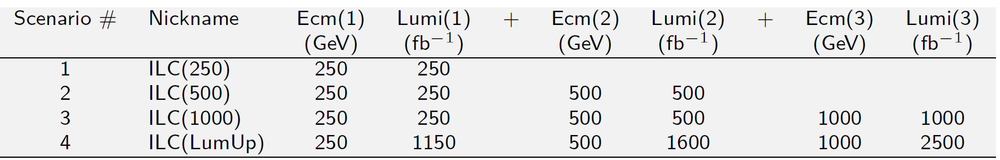 Scenario # Nickname Ecm(1) Lumi(1) + Ecm(2) Lumi(2) + Ecm(3) Lumi(3)
(GeV) (fb⁻¹) (GeV) (fb⁻¹) (GeV) (fb⁻¹)
1 ILC(250) 250 250
2 ILC(500) 250 250 500 500
3 ILC(1000) 250 250 500 500 1000 1000
4 ILC(LumUp) 250 1150 500 1600 1000 2500